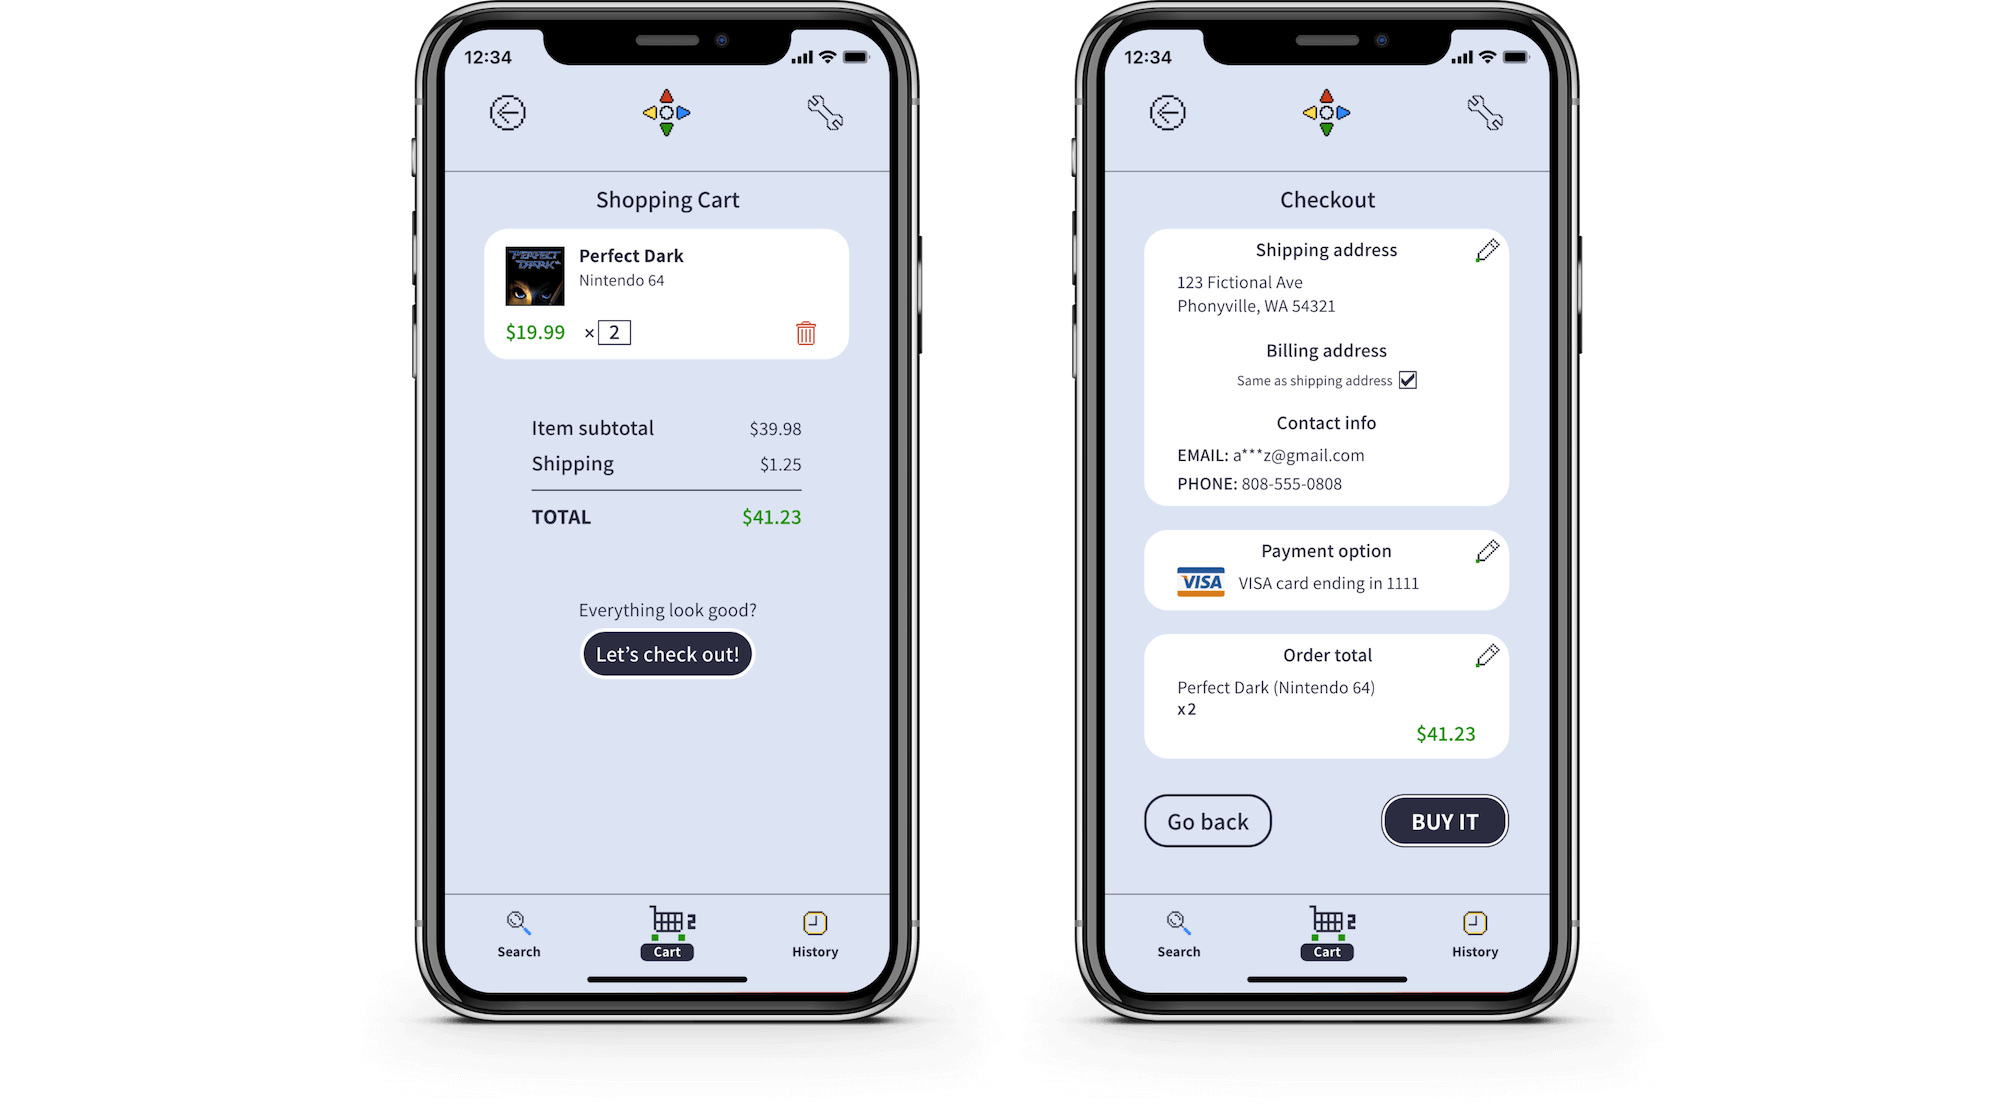 12:34
Shopping Cart
PERFECT DARK
Perfect Dark
Nintendo 64
$19.99 × 2
Item subtotal $39.98
Shipping $1.25
TOTAL $41.23
Everything look good?
Let’s check out!
2
Search Cart History
12:34
Checkout
Shipping address
123 Fictional Ave
Phonyville, WA 54321
Billing address
Same as shipping address
Contact info
EMAIL: a***z@gmail.com
PHONE: 808-555-0808
Payment option
VISA VISA card ending in 1111
Order total
Perfect Dark (Nintendo 64)
x2
$41.23
Go back BUY IT
2
Search Cart History